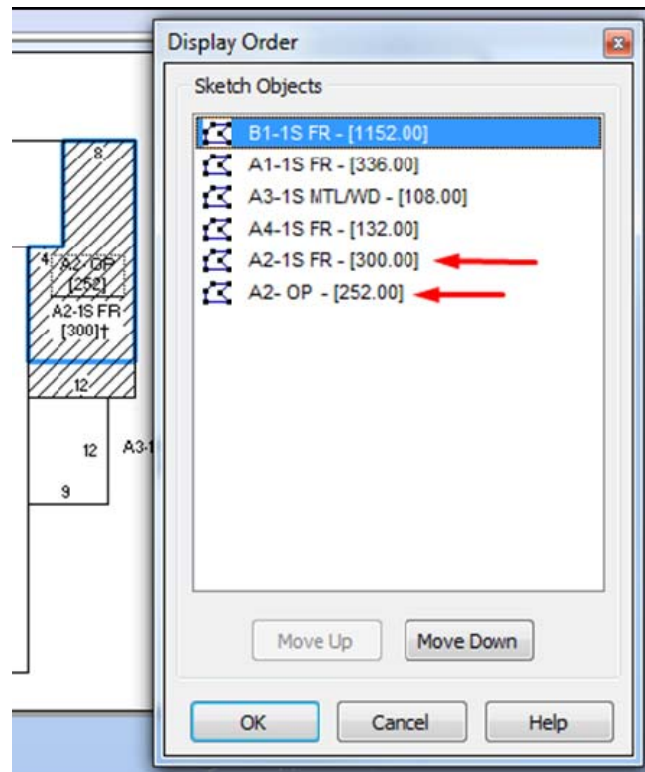 Display Order
Sketch Objects
B1-1S FR - [1152.00]
A1-1S FR - [336.00]
A3-1S MTL/WD - [108.00]
A4-1S FR - [132.00]
A2-1S FR - [300.00]
A2- OP - [252.00]
Move Up
Move Down
OK
Cancel
Help
8
4
A2- OP
[252]
A2-1S FR
[300]†
12
12
A3-1
9